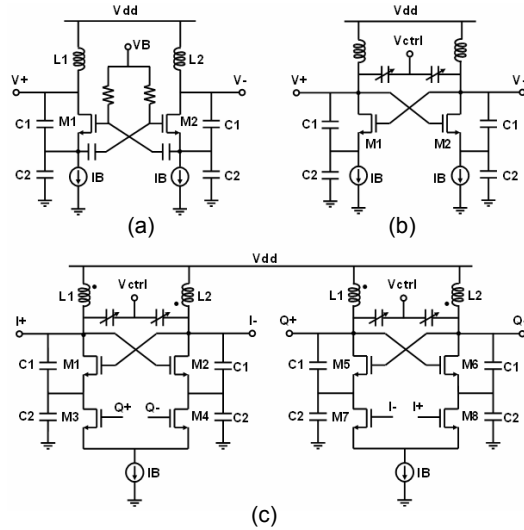 Vdd Vdd
L1 VB L2 Vctrl
V+ V- V+ V-
C1 M1 M2 C1 C1 M1 M2 C1
C2 IB IB C2 C2 IB IB C2
(a) (b)
Vdd
L1 Vctrl L2 L1 Vctrl L2
I+ I- Q+ Q-
C1 M1 M2 C1 C1 M5 M6 C1
C2 M3 Q+ Q- M4 C2 C2 M7 I- I+ M8 C2
IB IB
(c)